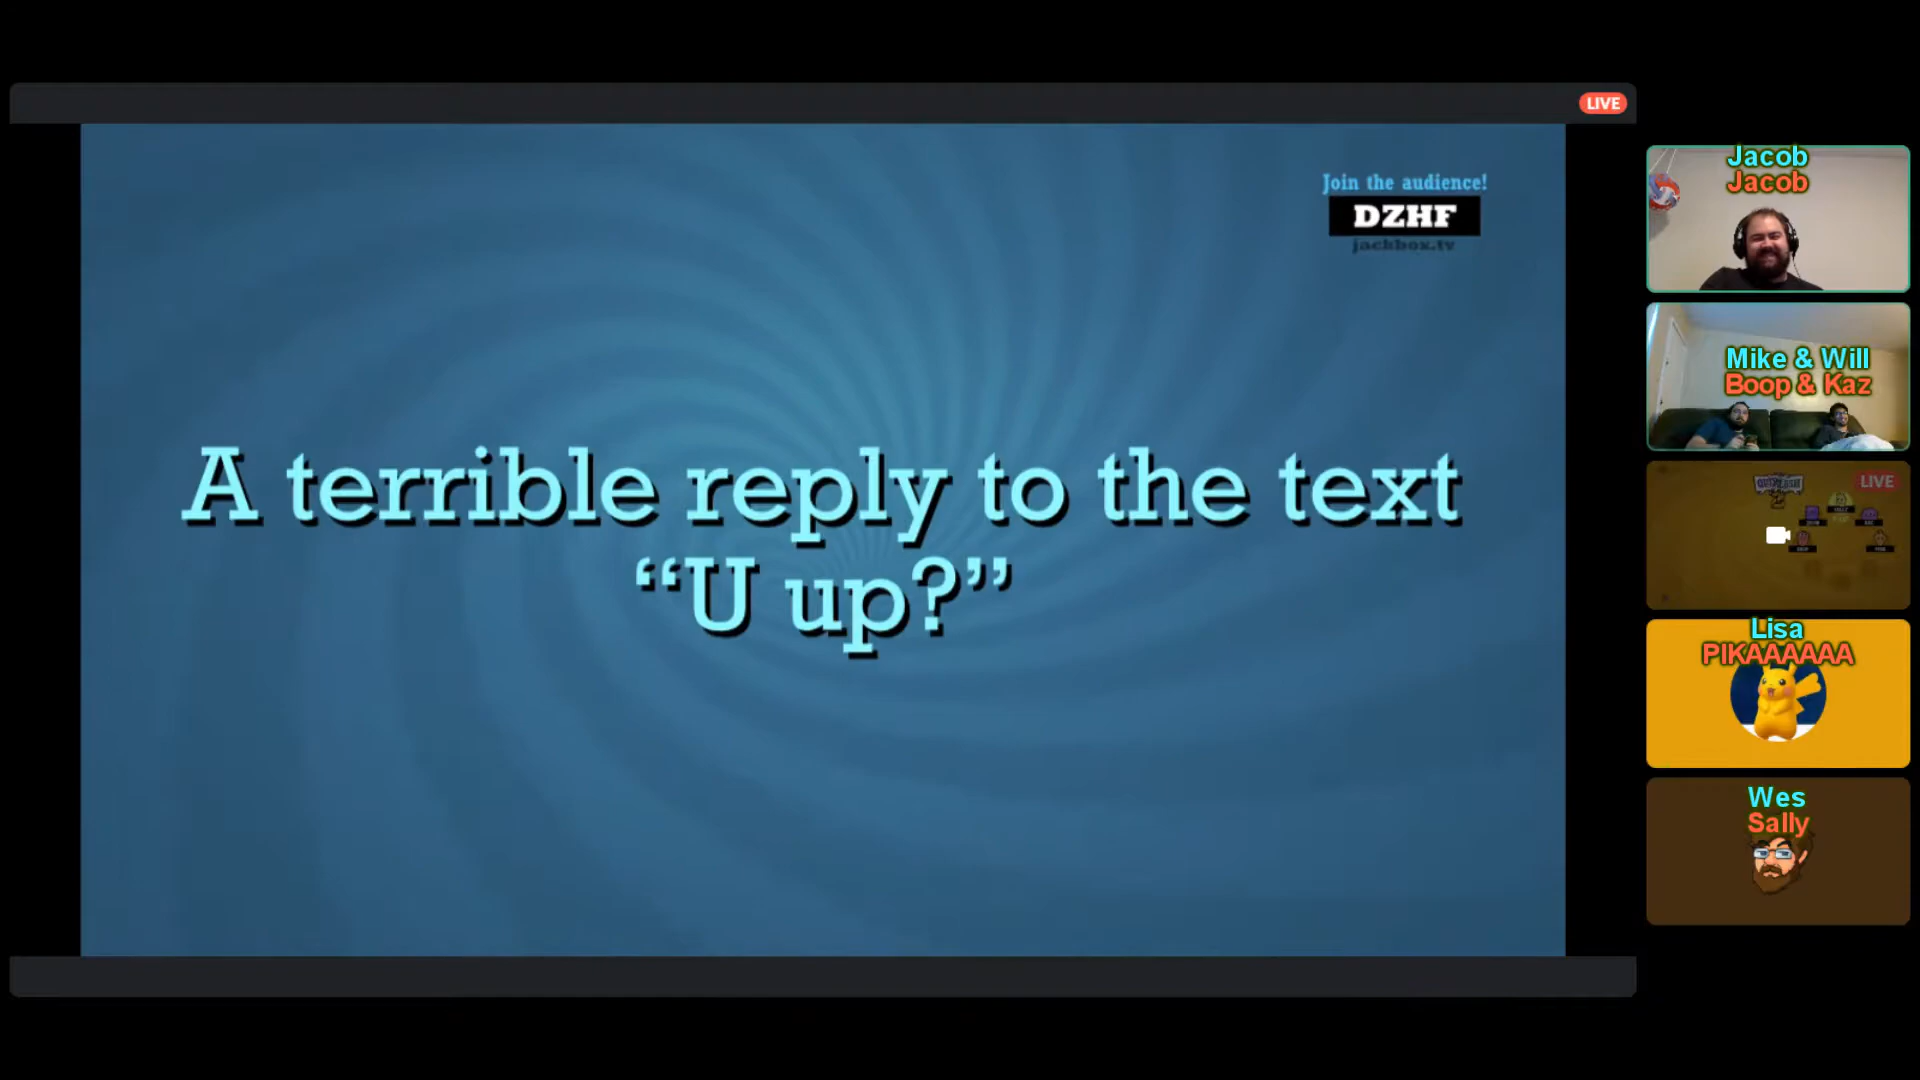 LIVE
Join the audience!
DZHF
jackbox.tv
A terrible reply to the text
“U up?”
Jacob
Jacob
Mike & Will
Boop & Kaz
LIVE
Lisa
PIKAAAAAA
Wes
Sally